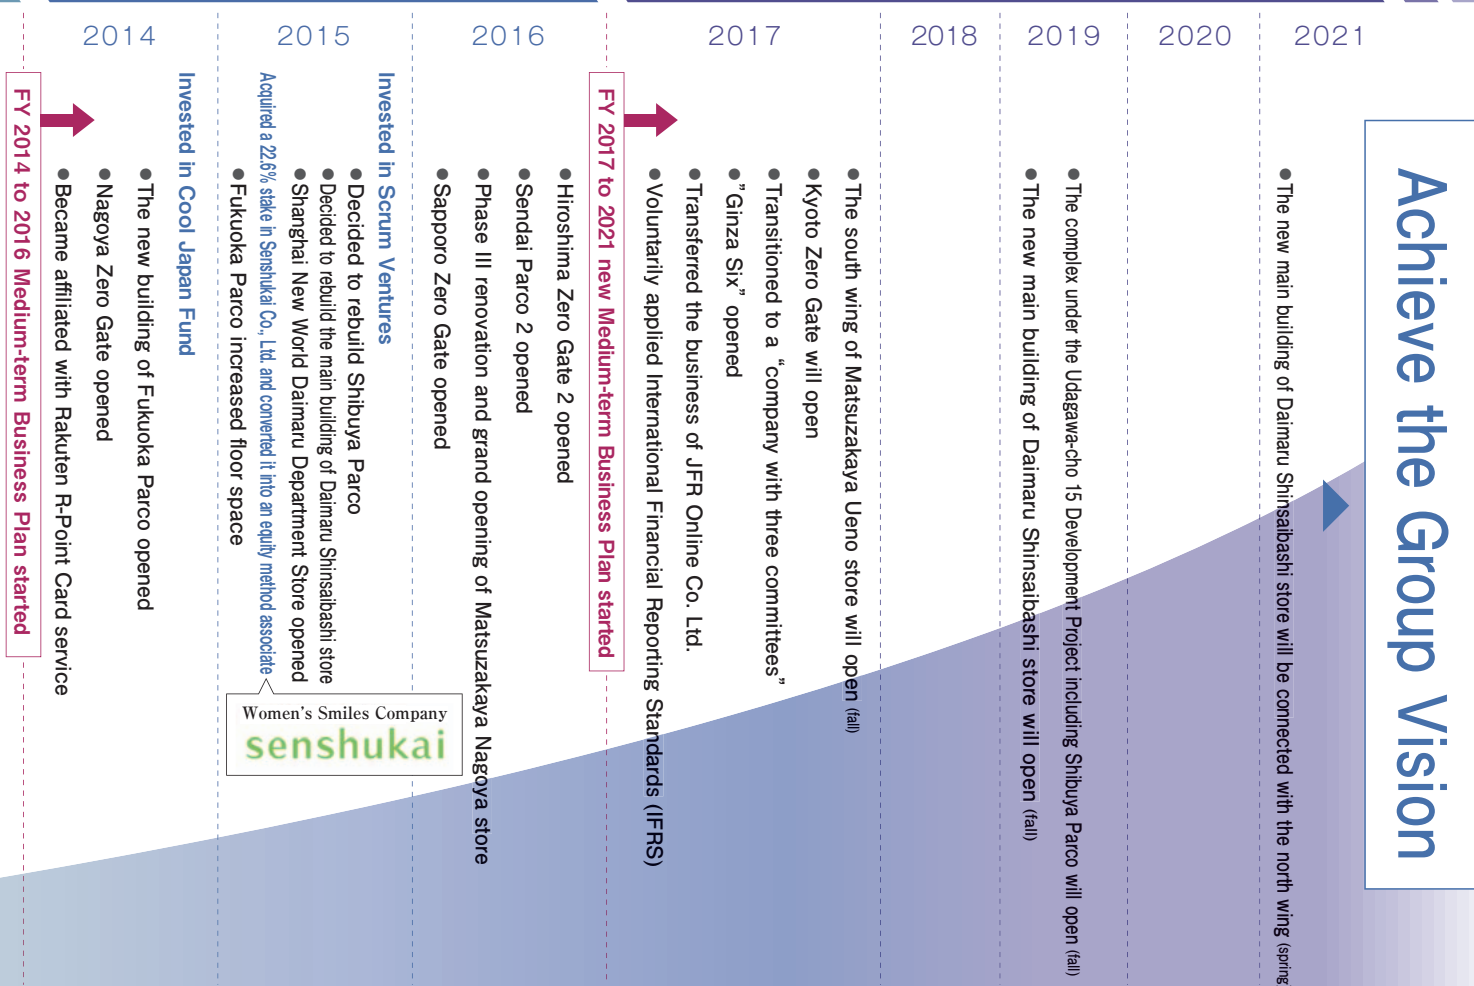 2014
2015
2016
2017
2018
2019
2020
2021
FY 2014 to 2016 Medium-term Business Plan started
●Became affiliated with Rakuten R-Point Card service
●Nagoya Zero Gate opened
●The new building of Fukuoka Parco opened
Invested in Cool Japan Fund
●Fukuoka Parco increased floor space
Acquired a 22.6% stake in Senshukai Co., Ltd. and converted it into an equity method associate
Women's Smiles Company
senshukai
●Shanghai New World Daimaru Department Store opened
●Decided to rebuild the main building of Daimaru Shinsaibashi store
●Decided to rebuild Shibuya Parco
Invested in Scrum Ventures
●Sapporo Zero Gate opened
●Phase III renovation and grand opening of Matsuzakaya Nagoya store
●Sendai Parco 2 opened
●Hiroshima Zero Gate 2 opened
FY 2017 to 2021 new Medium-term Business Plan started
●Voluntarily applied International Financial Reporting Standards (IFRS)
●Transferred the business of JFR Online Co. Ltd.
●”Ginza Six” opened
●Transitioned to a “company with three committees”
●Kyoto Zero Gate will open
●The south wing of Matsuzakaya Ueno store will open (fall)
●The new main building of Daimaru Shinsaibashi store will open (fall)
●The complex under the Udagawa-cho 15 Development Project including Shibuya Parco will open (fall)
●The new main building of Daimaru Shinsaibashi store will be connected with the north wing (spring
Achieve the Group Vision